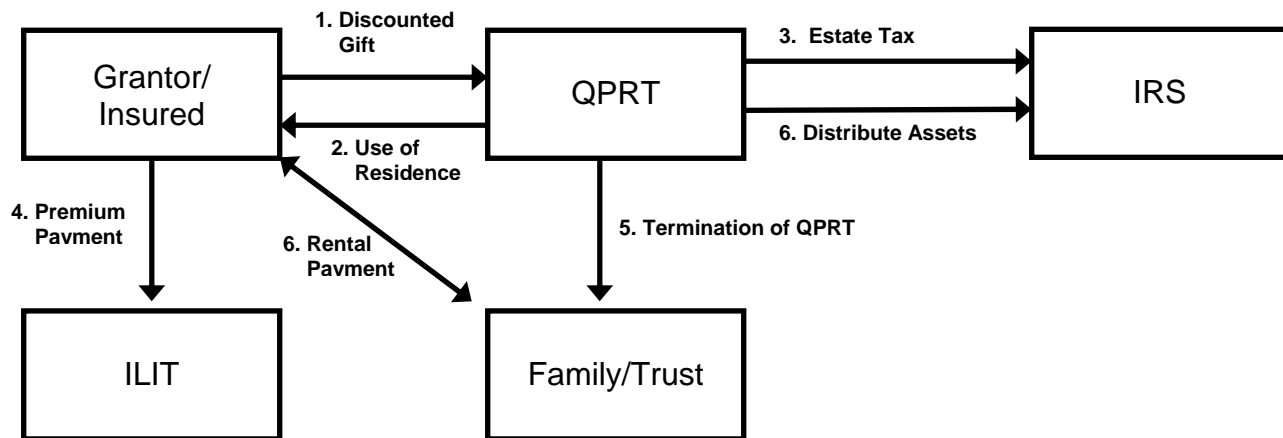 1. Discounted
Gift
3. Estate Tax
Grantor/
Insured
QPRT
IRS
2. Use of
Residence
6. Distribute Assets
4. Premium
Pavment
5. Termination of QPRT
6. Rental
Pavment
ILIT
Family/Trust